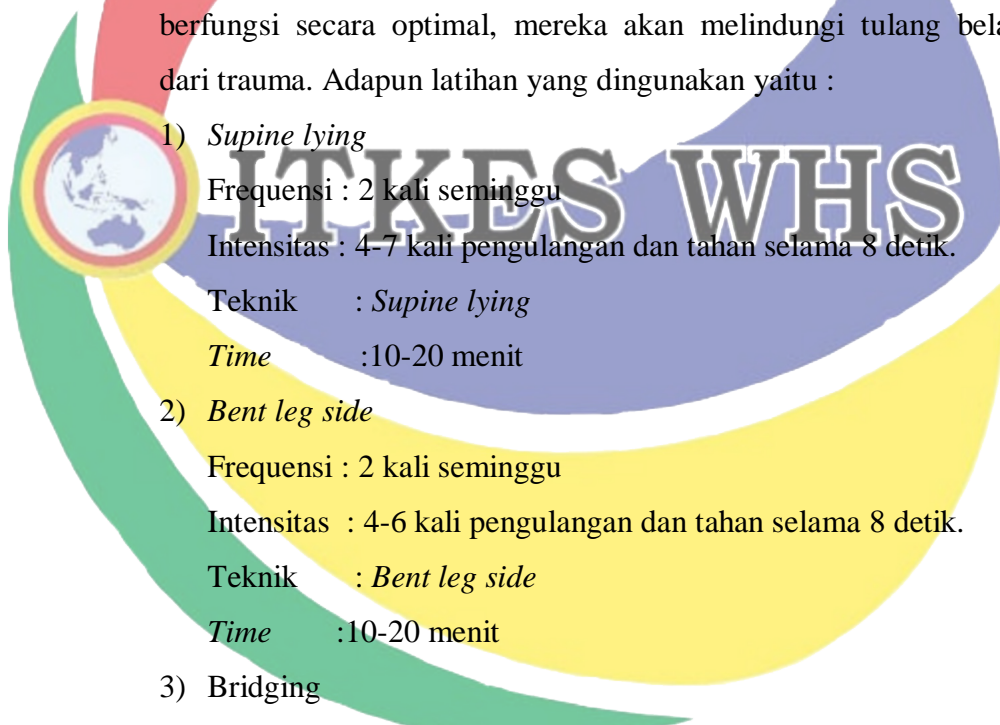 berfungsi secara optimal, mereka akan melindungi tulang bela
dari trauma. Adapun latihan yang dingunakan yaitu :
1) Supine lying
ITKES WHS
Frequensi : 2 kali seminggu
Intensitas : 4-7 kali pengulangan dan tahan selama 8 detik.
Teknik : Supine lying
Time :10-20 menit
2) Bent leg side
Frequensi : 2 kali seminggu
Intensitas : 4-6 kali pengulangan dan tahan selama 8 detik.
Teknik : Bent leg side
Time :10-20 menit
3) Bridging